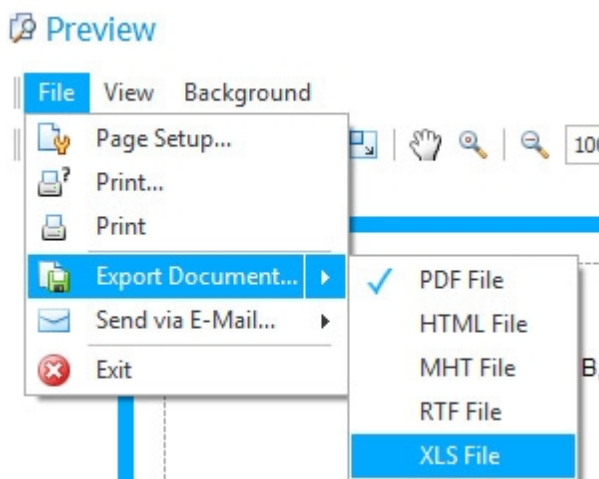 Preview
File View Background
Page Setup...
Print...
Print
Export Document...
Send via E-Mail...
Exit
PDF File
HTML File
MHT File
RTF File
XLS File